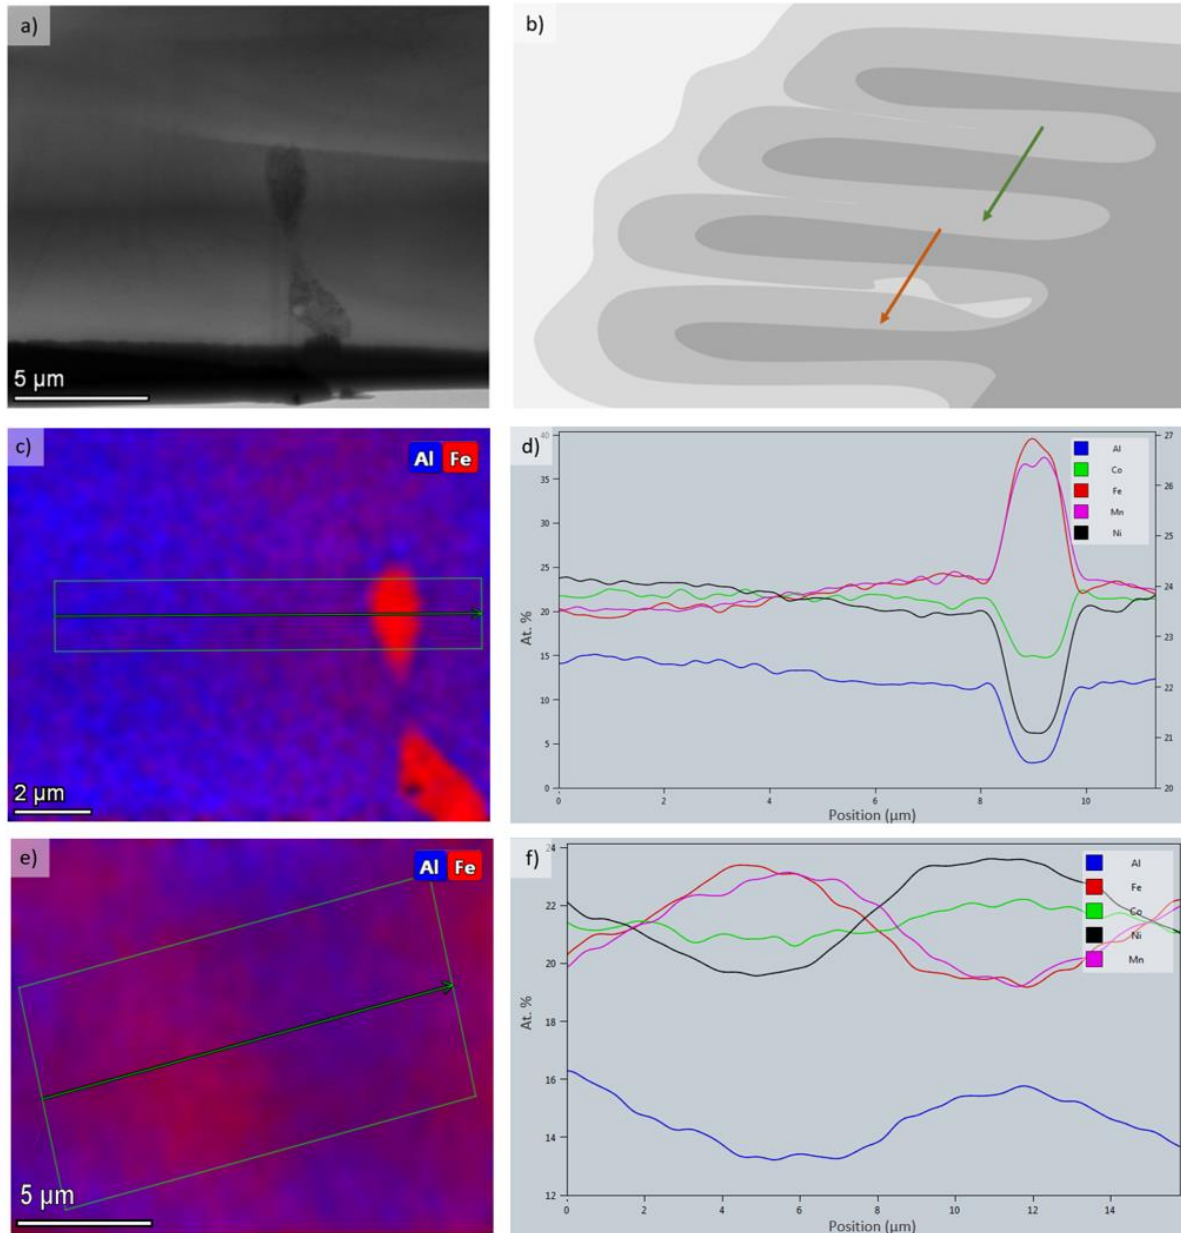 a)
5 μm
b)
c)
Al Fe
2 μm
d)
At. %
40
35
30
25
20
15
10
5
0
0 2 4 6 8 10
Position (μm)
27
26
25
24
23
22
21
20
Al
Co
Fe
Mn
Ni
e)
Al Fe
5 μm
f)
At. %
24
22
20
18
16
14
12
0 2 4 6 8 10 12 14
Position (μm)
Al
Fe
Co
Ni
Mn